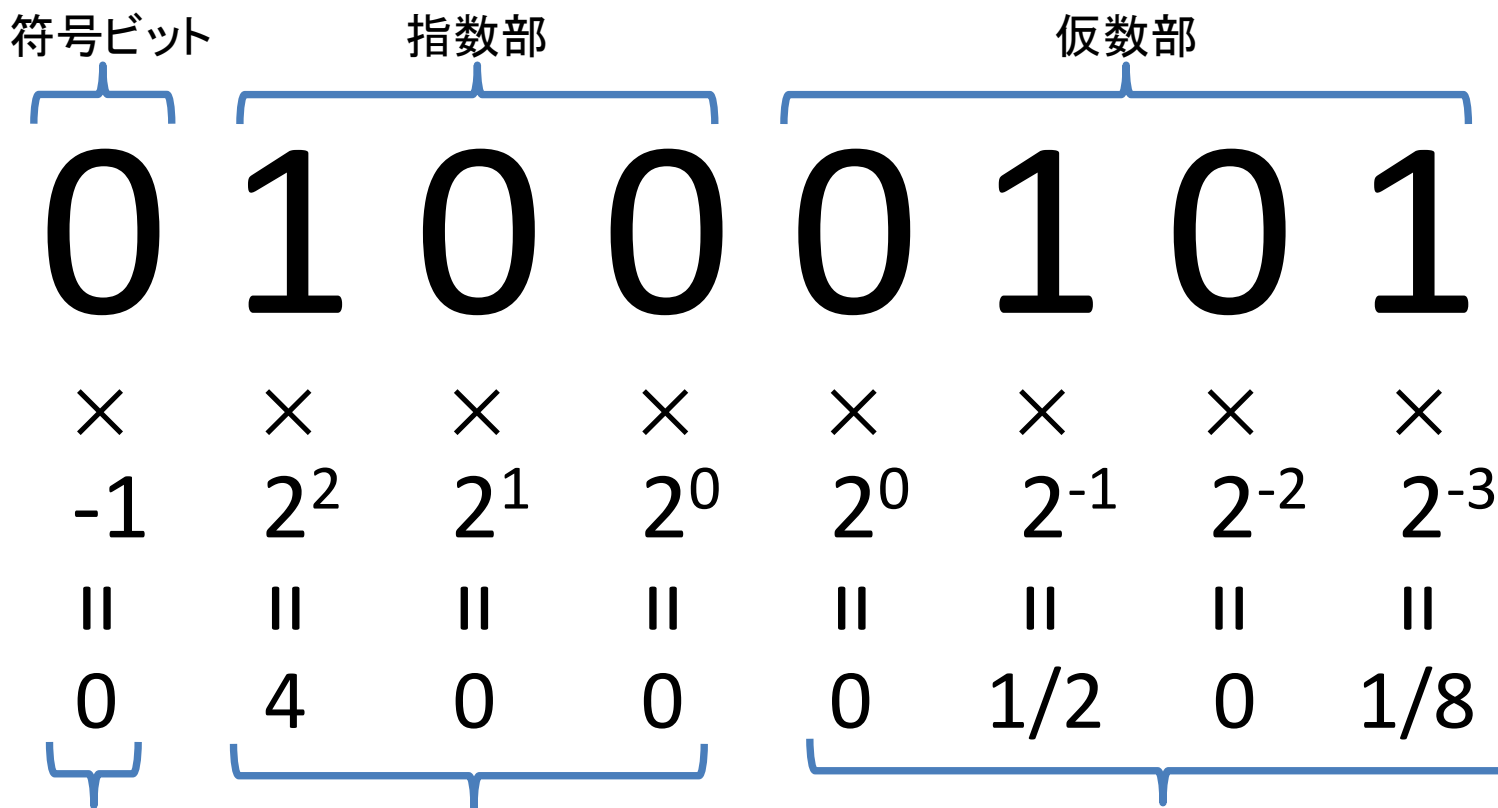 符号ビット 指数部 仮数部
0 1 0 0 0 1 0 1
× × × × × × × ×
-1 2² 2¹ 2⁰ 2⁰ 2⁻¹ 2⁻² 2⁻³
= = = = = = = =
0 4 0 0 0 1/2 0 1/8